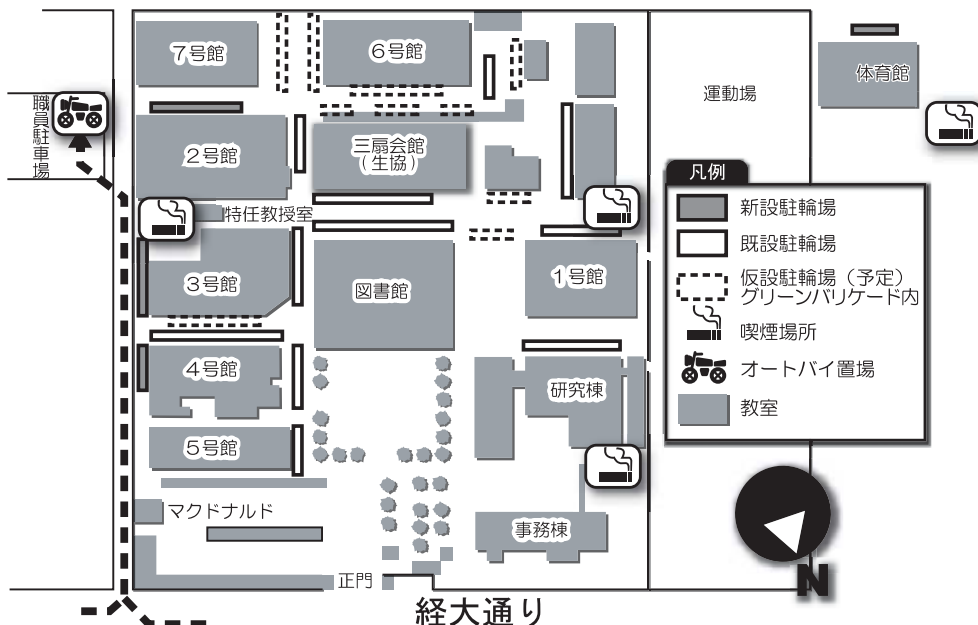 7号館
6号館
体育館
運動場
職員駐車場
2号館
三扇会館
(生協)
凡例
新設駐輪場
既設駐輪場
仮設駐輪場(予定)
グリーンバリケード内
喫煙場所
オートバイ置場
教室
特任教授室
3号館
図書館
1号館
4号館
研究棟
5号館
マクドナルド
事務棟
正門
経大通り
N